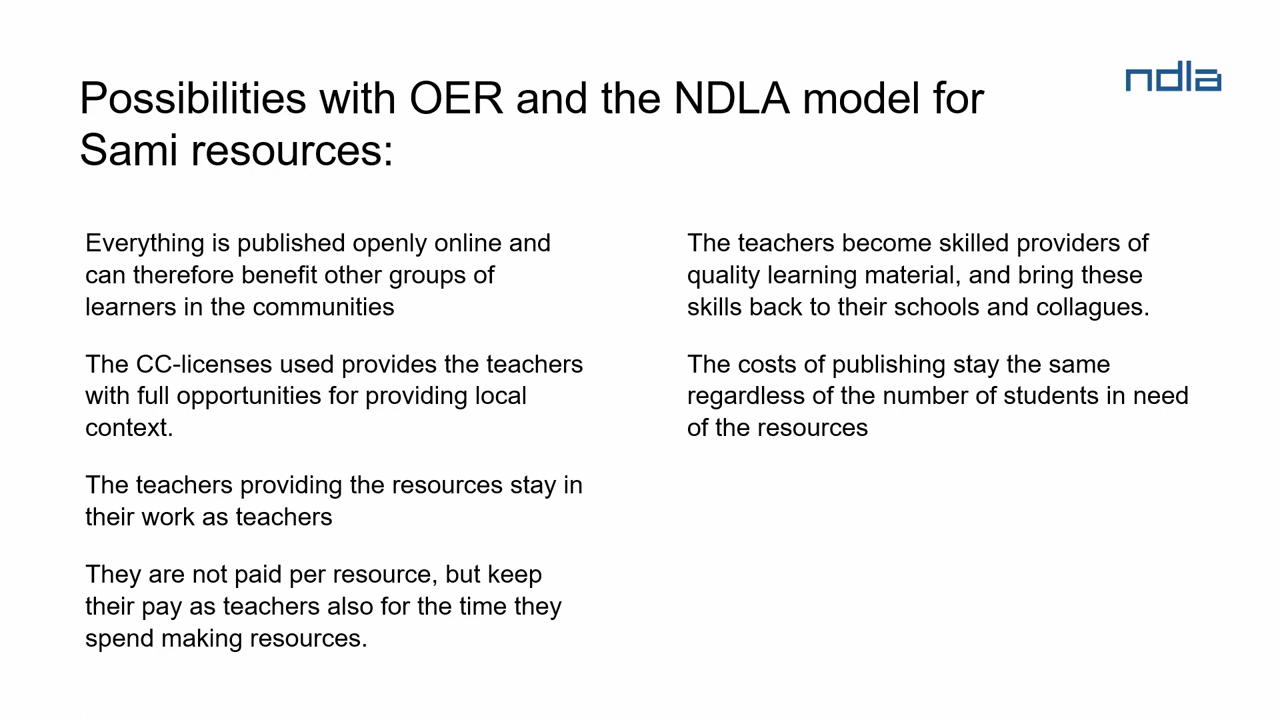 Possibilities with OER and the NDLA model for
Sami resources:
ndla
Everything is published openly online and
can therefore benefit other groups of
learners in the communities
The CC-licenses used provides the teachers
with full opportunities for providing local
context.
The teachers providing the resources stay in
their work as teachers
They are not paid per resource, but keep
their pay as teachers also for the time they
spend making resources.
The teachers become skilled providers of
quality learning material, and bring these
skills back to their schools and collagues.
The costs of publishing stay the same
regardless of the number of students in need
of the resources